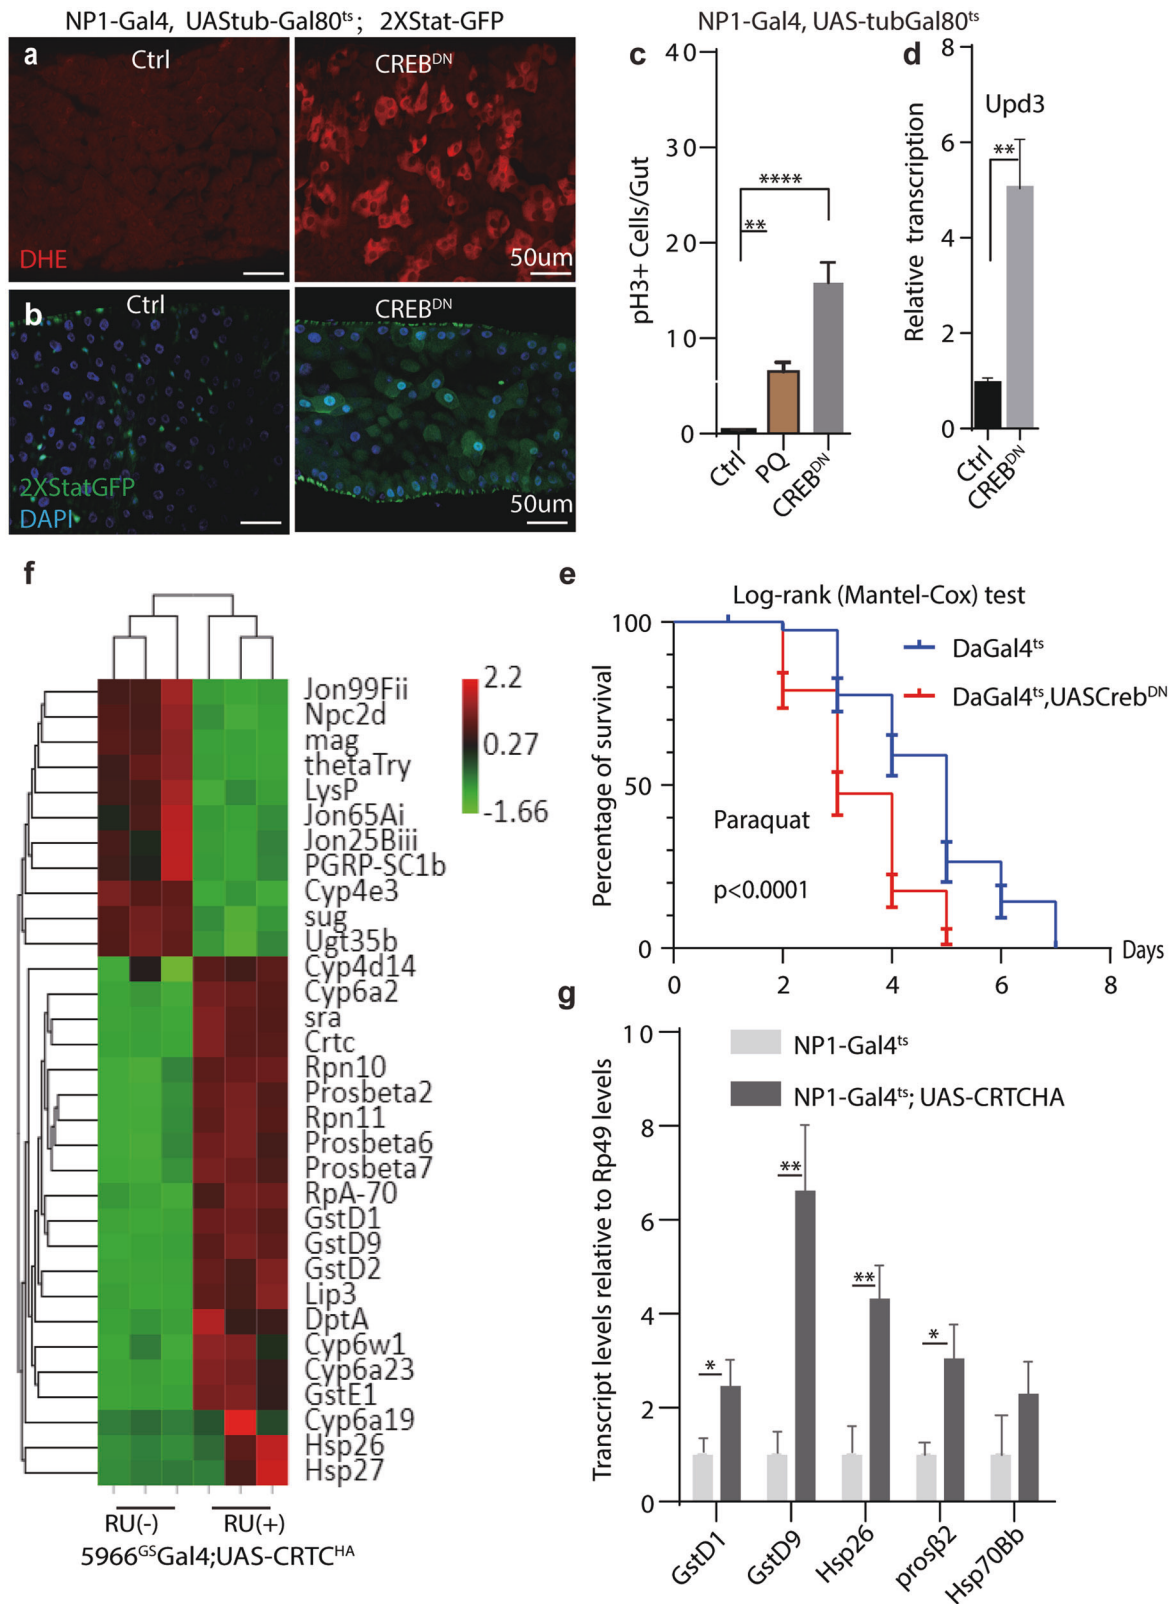 NP1-Gal4, UAStub-Gal80ts; 2XStat-GFP
a
Ctrl
CREBDN
DHE
50um
b
Ctrl
CREBDN
2XStatGFP
DAPI
50um
NP1-Gal4, UAS-tubGal80ts
c
pH3+ Cells/Gut
40
30
20
10
0
****
**
Ctrl
PQ
CREBDN
d
Relative transcription
8
6
4
2
0
Upd3
**
Ctrl
CREBDN
f
Jon99Fii
Npc2d
mag
thetaTry
LysP
Jon65Ai
Jon25Biii
PGRP-SC1b
Cyp4e3
sug
Ugt35b
Cyp4d14
Cyp6a2
sra
Crtc
Rpn10
Prosbeta2
Rpn11
Prosbeta6
Prosbeta7
RpA-70
GstD1
GstD9
GstD2
Lip3
DptA
Cyp6w1
Cyp6a23
GstE1
Cyp6a19
Hsp26
Hsp27
2.2
0.27
-1.66
RU(-)
RU(+)
5966GSGal4;UAS-CRTCHA
e
Log-rank (Mantel-Cox) test
DaGal4ts
DaGal4ts,UASCrebDN
Percentage of survival
100
50
0
Paraquat
p<0.0001
0 2 4 6 8
Days
g
NP1-Gal4ts
NP1-Gal4ts; UAS-CRTCHA
Transcript levels relative to Rp49 levels
10
8
6
4
2
0
*
**
**
*
GstD1
GstD9
Hsp26
prosβ2
Hsp70Bb